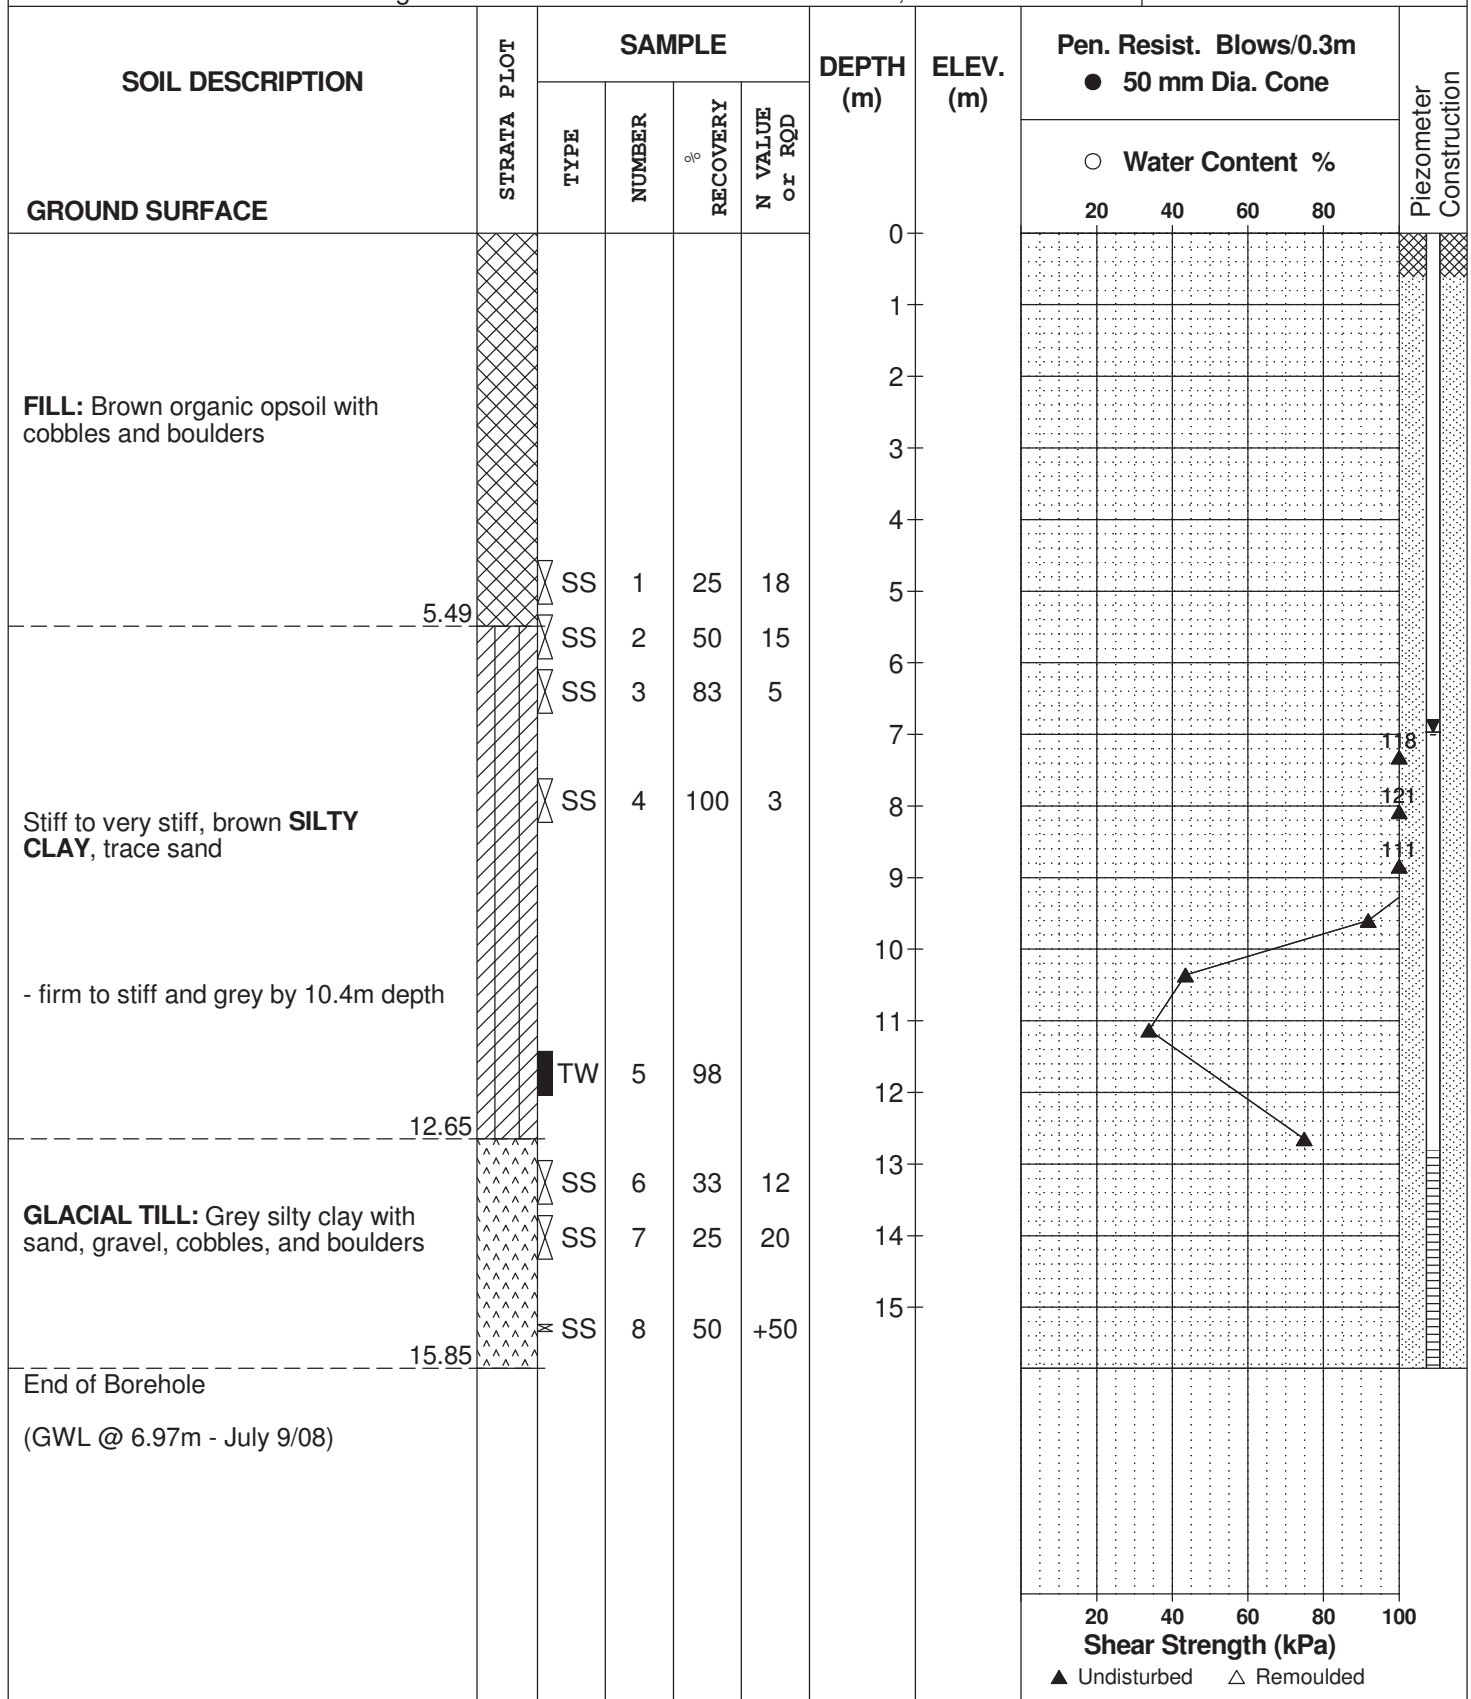 SOIL DESCRIPTION
GROUND SURFACE
STRATA PLOT
SAMPLE
TYPE
NUMBER
%
RECOVERY
N VALUE
or RQD
DEPTH
(m)
ELEV.
(m)
Pen. Resist. Blows/0.3m
● 50 mm Dia. Cone
○ Water Content %
20 40 60 80
Piezometer
Construction
0
1
2
FILL: Brown organic opsoil with
cobbles and boulders
3
4
SS 1 25 18
5
5.49
SS 2 50 15
6
SS 3 83 5
7
118
SS 4 100 3
121
8
Stiff to very stiff, brown SILTY
CLAY, trace sand
111
9
10
- firm to stiff and grey by 10.4m depth
11
TW 5 98
12
12.65
13
SS 6 33 12
GLACIAL TILL: Grey silty clay with
sand, gravel, cobbles, and boulders
14
SS 7 25 20
15
SS 8 50 +50
15.85
End of Borehole
(GWL @ 6.97m - July 9/08)
20 40 60 80 100
Shear Strength (kPa)
▲ Undisturbed △ Remoulded